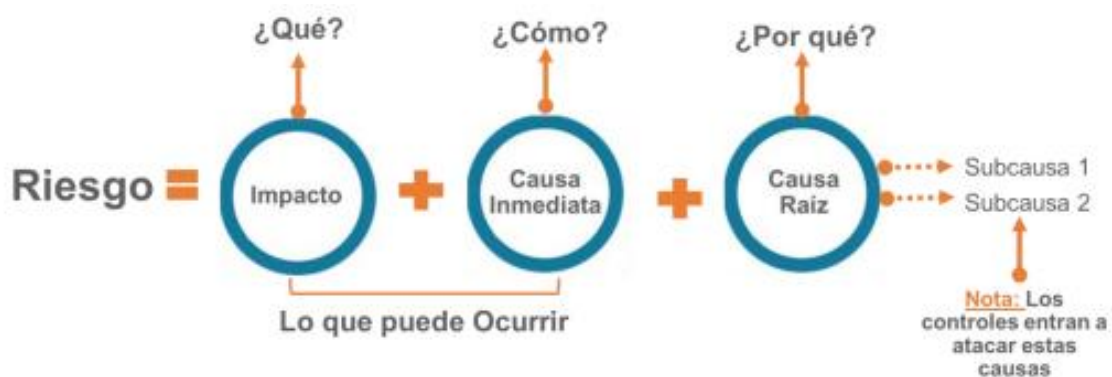 ¿Qué?
¿Cómo?
¿Por qué?
Riesgo =
Impacto
+
Causa
Inmediata
+
Causa
Raíz
Subcausa 1
Subcausa 2
Lo que puede Ocurrir
Nota: Los
controles entran a
atacar estas
causas